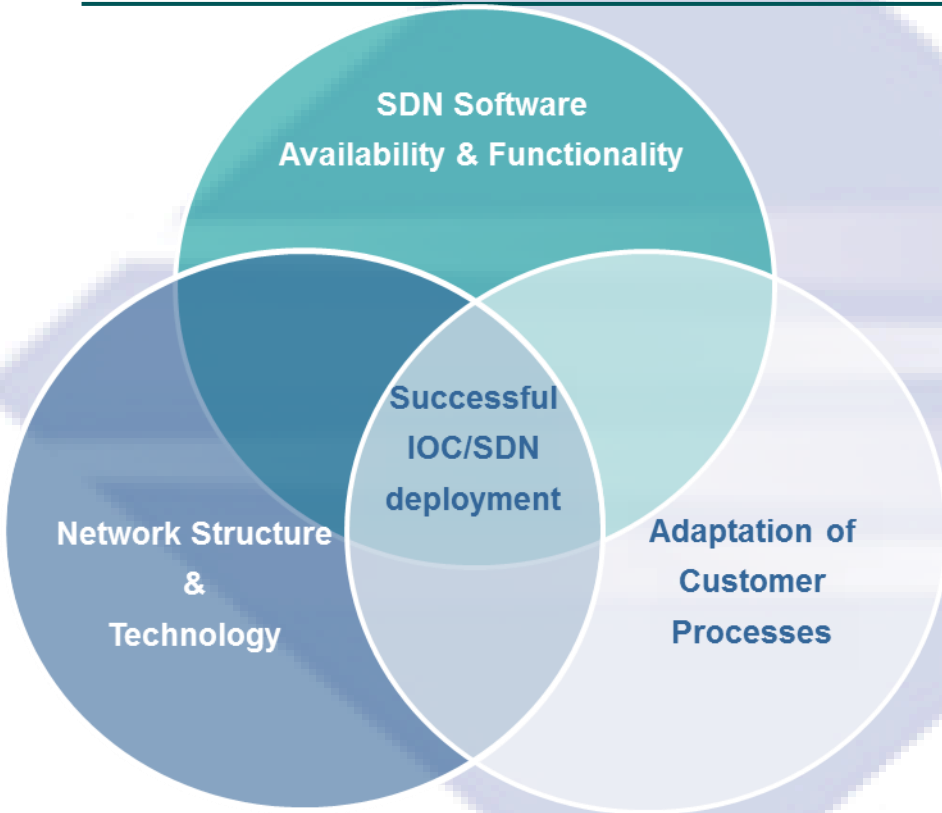 SDN Software
Availability & Functionality
Successful
IOC/SDN
deployment
Network Structure
&
Technology
Adaptation of
Customer
Processes